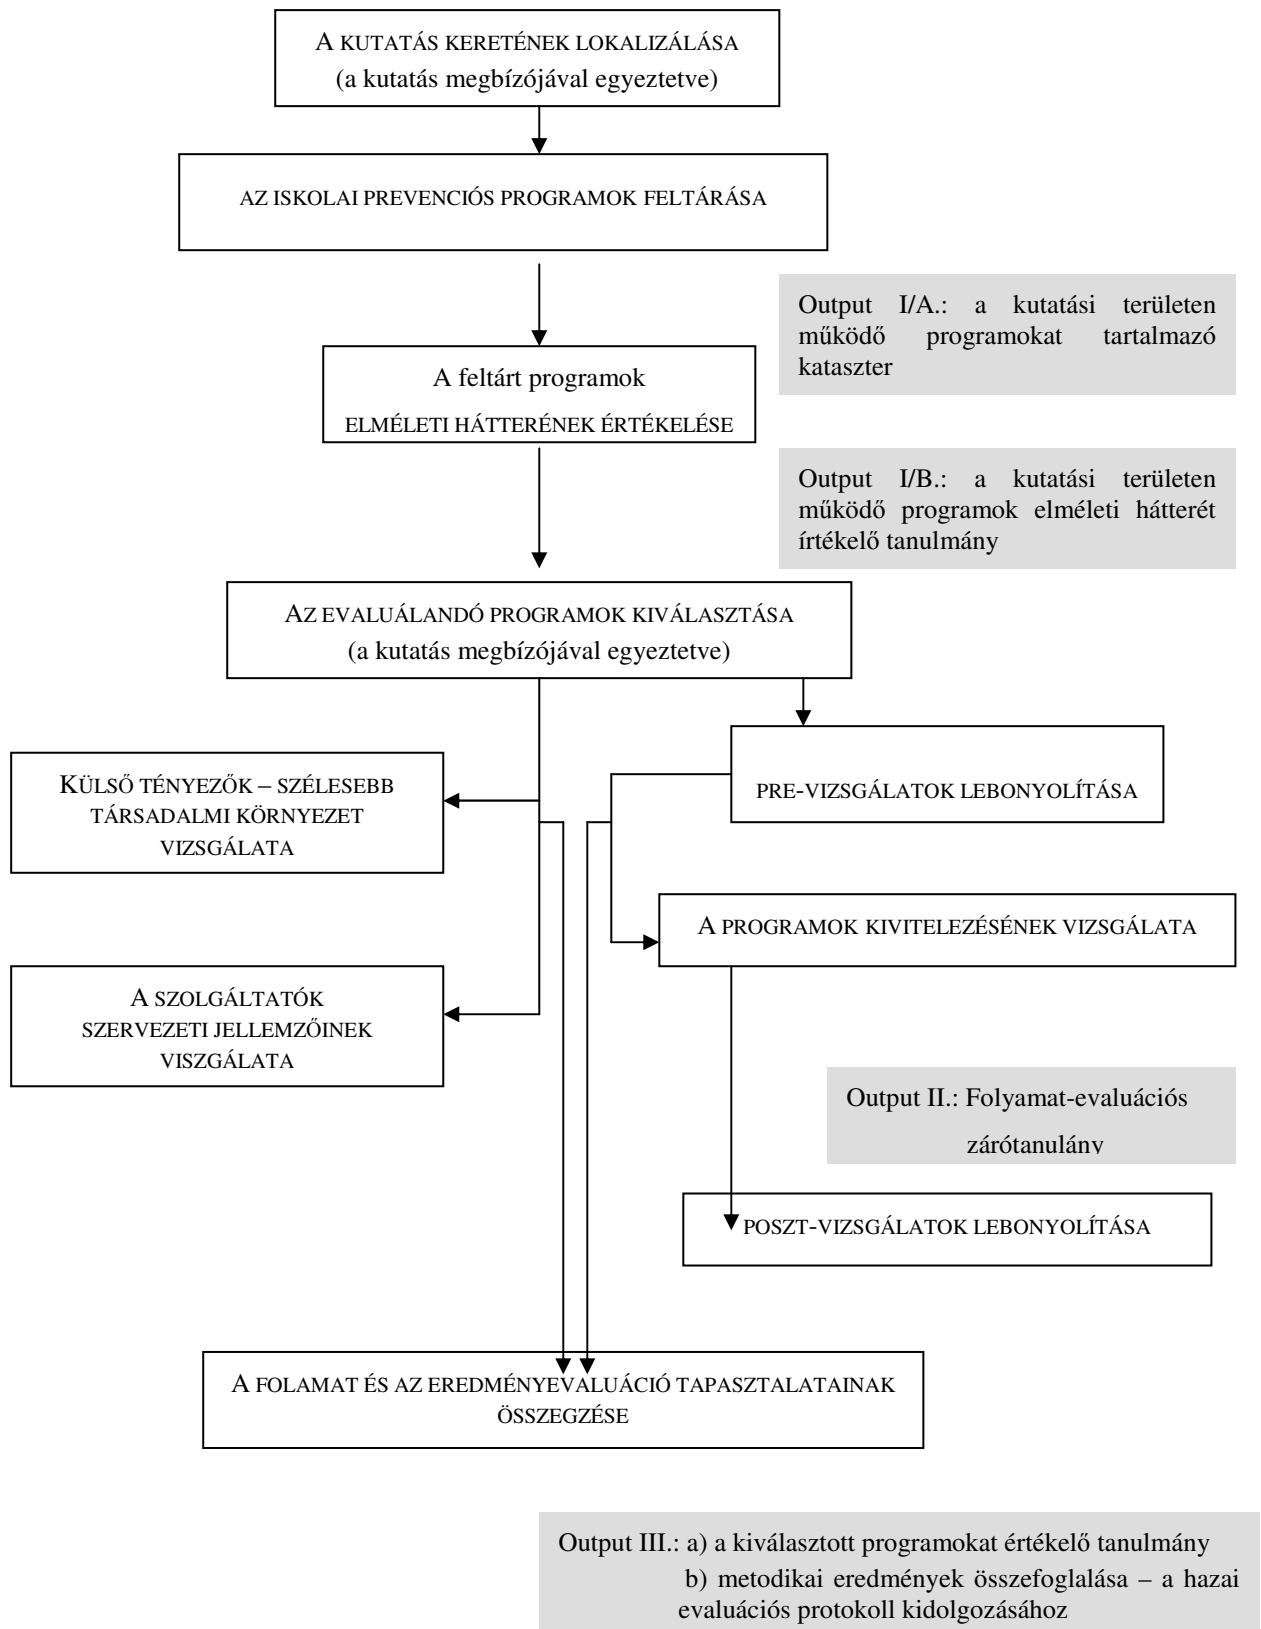 A KUTATÁS KERETÉNEK LOKALIZÁLÁSA
(a kutatás megbízójával egyeztetve)
AZ ISKOLAI PREVENCIÓS PROGRAMOK FELTÁRÁSA
Output I/A.: a kutatási területen
működő programokat tartalmazó
kataszter
A feltárt programok
ELMÉLETI HÁTTERÉNEK ÉRTÉKELÉSE
Output I/B.: a kutatási területen
működő programok elméleti hátterét
írtékelő tanulmány
AZ EVALUÁLANDÓ PROGRAMOK KIVÁLASZTÁSA
(a kutatás megbízójával egyeztetve)
KÜLSŐ TÉNYEZŐK – SZÉLESEBB
TÁRSADALMI KÖRNYEZET
VIZSGÁLATA
PRE-VIZSGÁLATOK LEBONYOLÍTÁSA
A PROGRAMOK KIVITELEZÉSÉNEK VIZSGÁLATA
A SZOLGÁLTATÓK
SZERVEZETI JELLEMZŐINEK
VISZGÁLATA
Output II.: Folyamat-evaluációs
zárótanulány
POSZT-VIZSGÁLATOK LEBONYOLÍTÁSA
A FOLAMAT ÉS AZ EREDMÉNYEVALUÁCIÓ TAPASZTALATAINAK
ÖSSZEGZÉSE
Output III.: a) a kiválasztott programokat értékelő tanulmány
b) metodikai eredmények összefoglalása – a hazai
evaluációs protokoll kidolgozásához